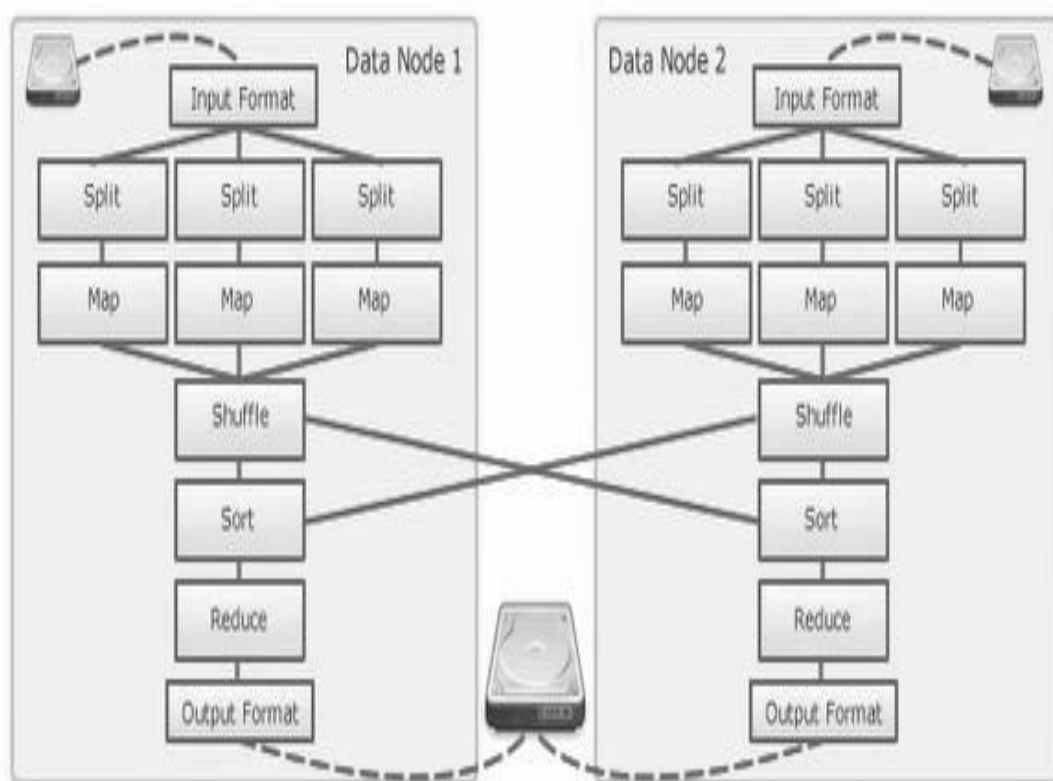 Data Node 1
Input Format
Split
Split
Split
Map
Map
Map
Shuffle
Sort
Reduce
Output Format
Data Node 2
Input Format
Split
Split
Split
Map
Map
Map
Shuffle
Sort
Reduce
Output Format